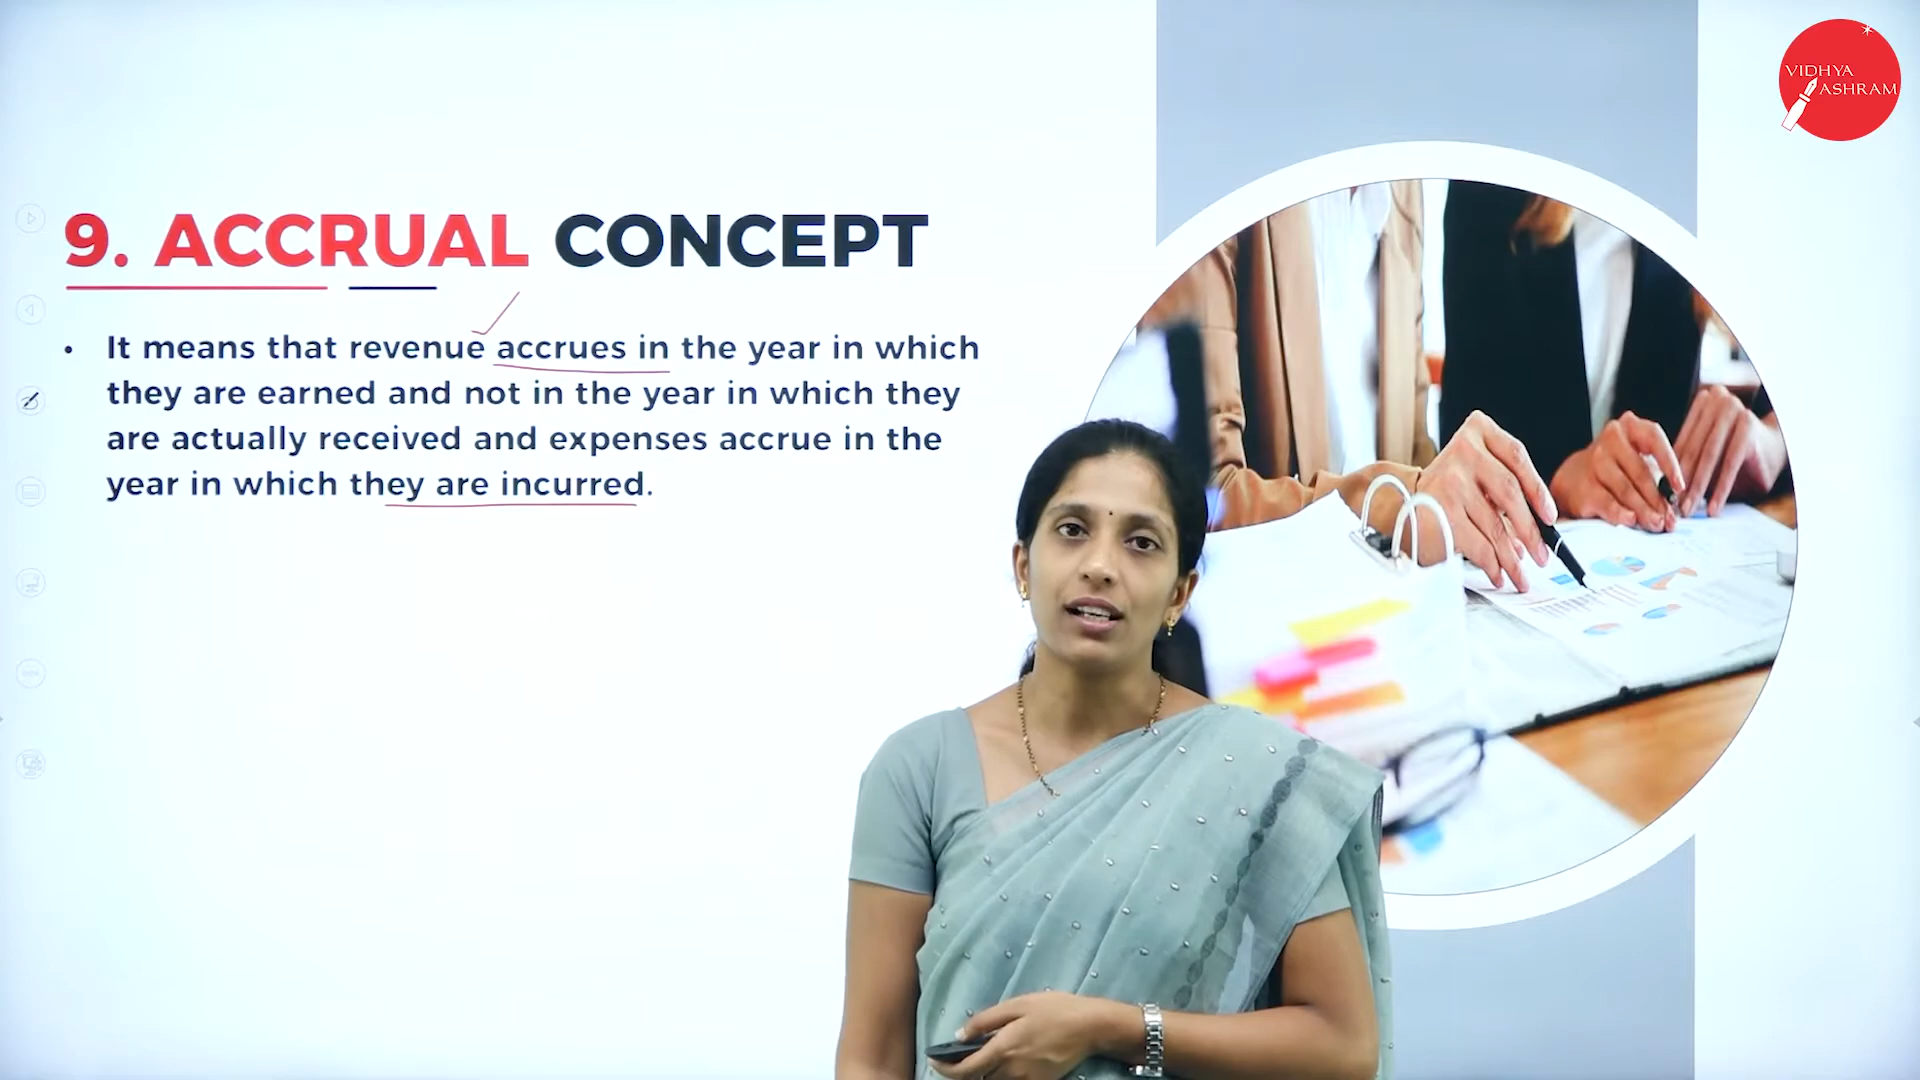 VIDHYA
ASHRAM
9. ACCRUAL CONCEPT
• It means that revenue accrues in the year in which
they are earned and not in the year in which they
are actually received and expenses accrue in the
year in which they are incurred.